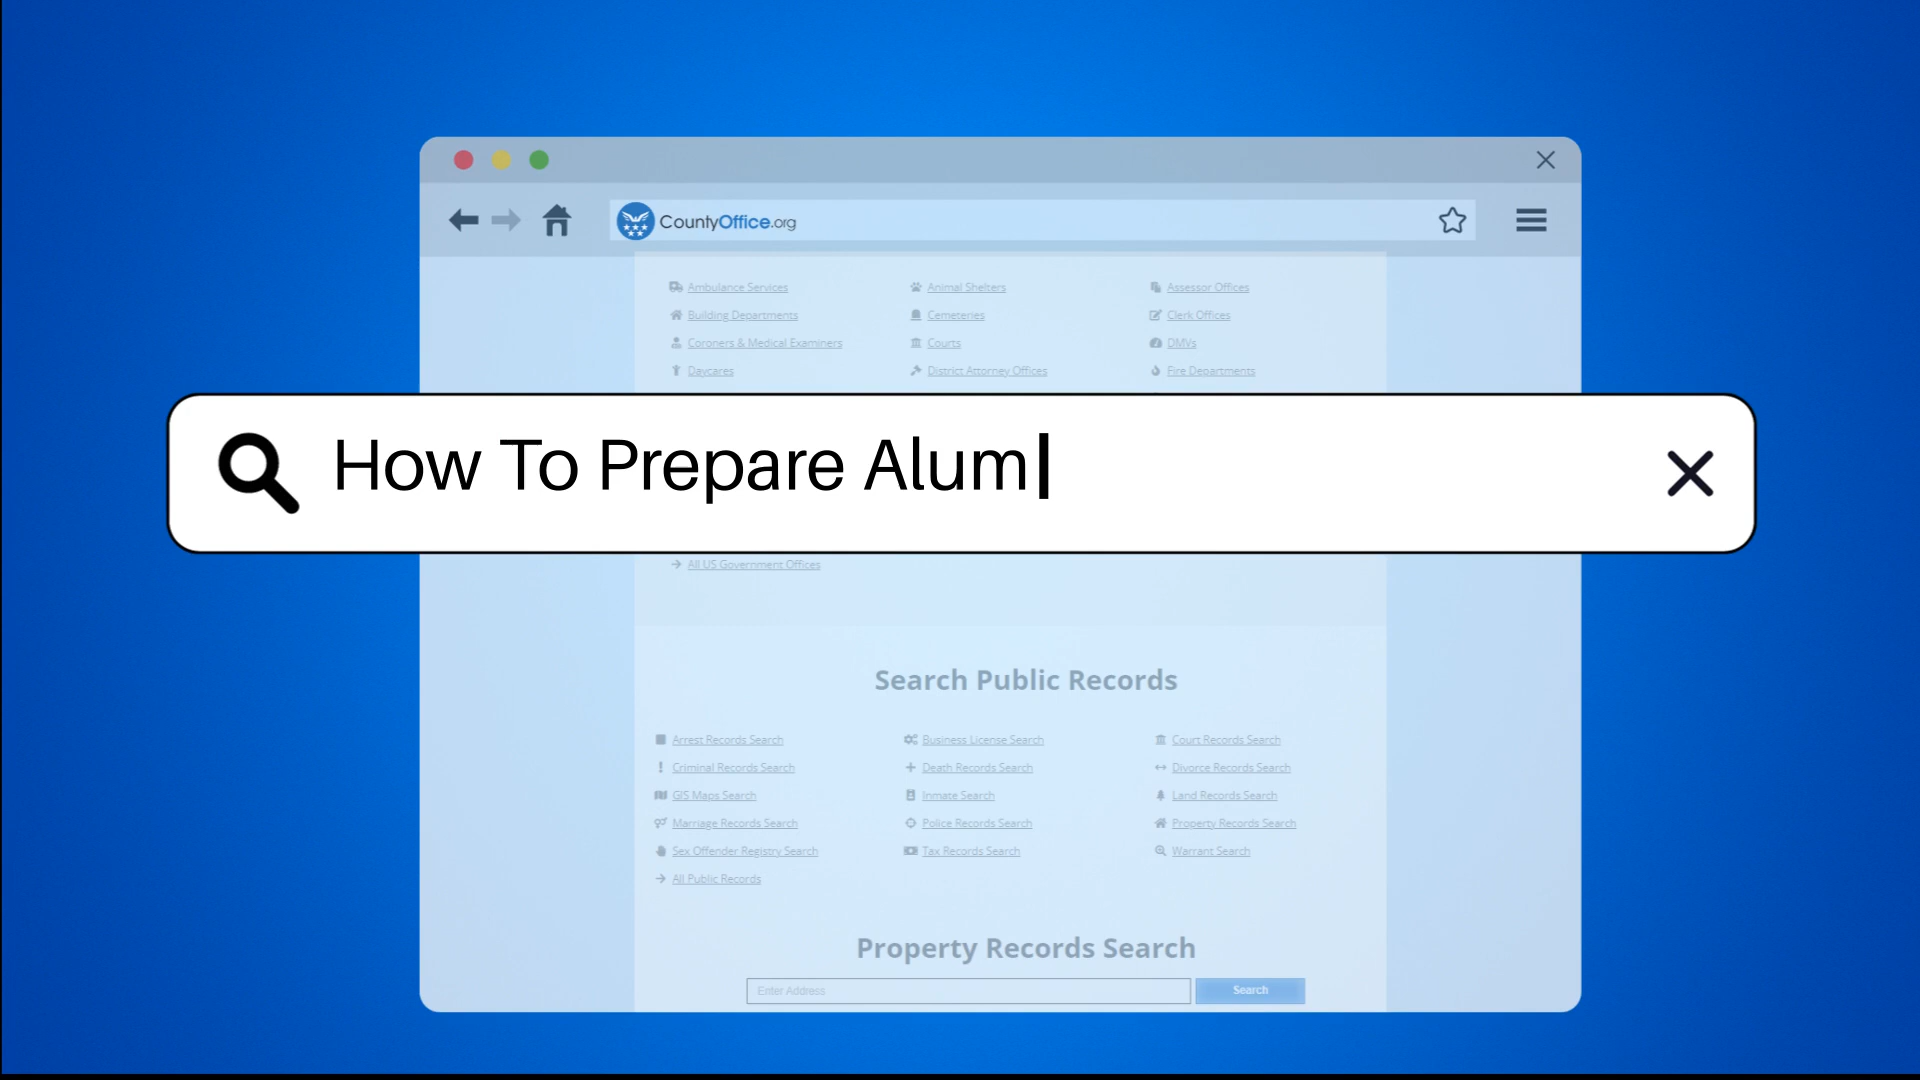 CountyOffice.org
Ambulance Services Animal Shelters Assessor Offices
Building Departments Cemeteries Clerk Offices
Coroners & Medical Examiners Courts DMVs
Daycares District Attorney Offices Fire Departments
How To Prepare Alum
All US Government Offices
Search Public Records
Arrest Records Search Business License Search Court Records Search
Criminal Records Search Death Records Search Divorce Records Search
GIS Maps Search Inmate Search Land Records Search
Marriage Records Search Police Records Search Property Records Search
Sex Offender Registry Search Tax Records Search Warrant Search
All Public Records
Property Records Search
Enter Address Search